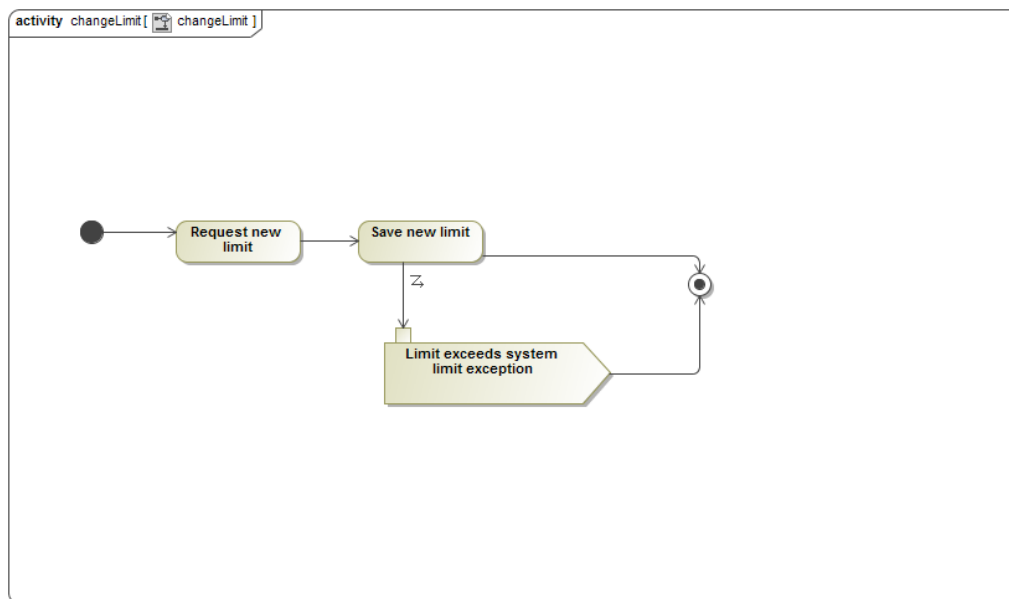 activity changeLimit[ changeLimit ]
Request new
limit
Save new limit
Limit exceeds system
limit exception